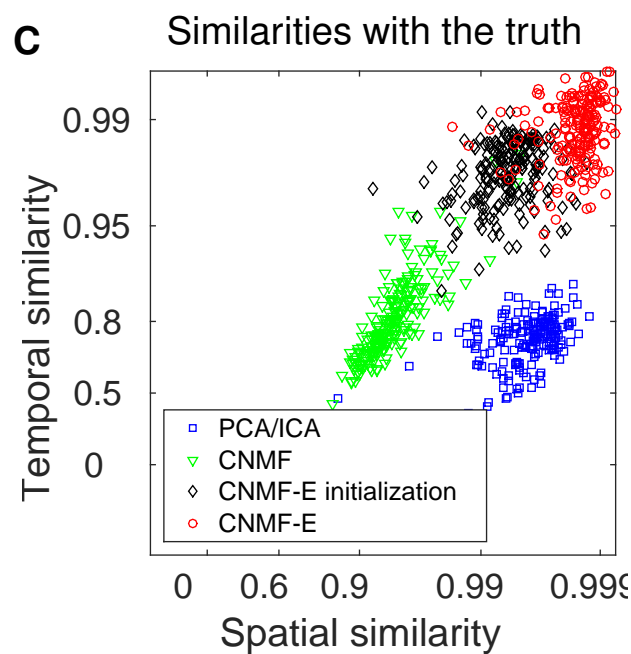 C
Similarities with the truth
Temporal similarity
0.99
0.95
0.8
0.5
0
PCA/ICA
CNMF
CNMF-E initialization
CNMF-E
0 0.6 0.9 0.99 0.999
Spatial similarity